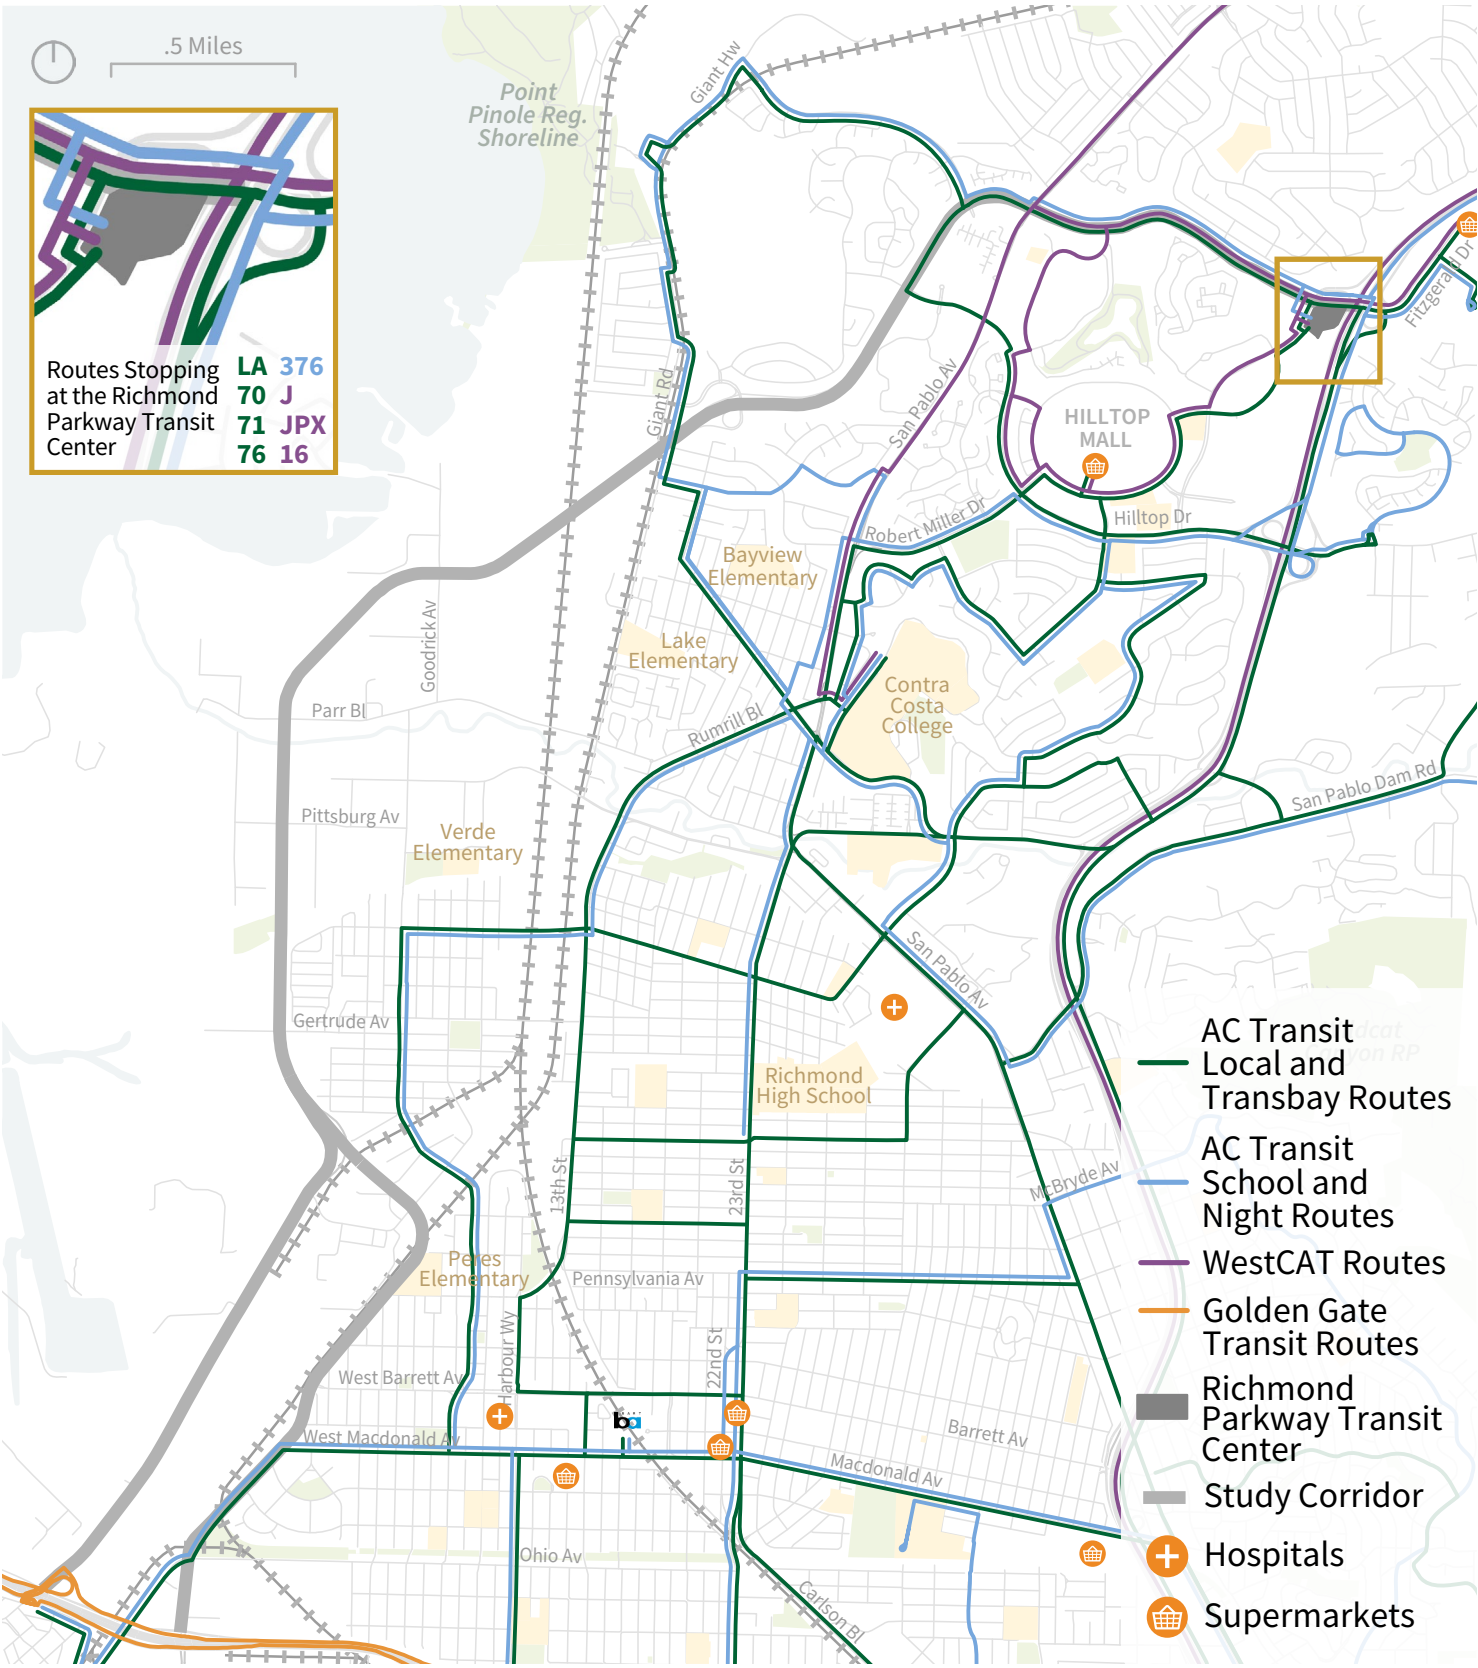 .5 Miles
Point
Pinole Reg.
Shoreline
Giant Hw
Routes Stopping
at the Richmond
Parkway Transit
Center
LA 376
70 J
71 JPX
76 16
Fitzgerald Dr
Giant Rd
San Pablo Av
HILLTOP
MALL
Robert Miller Dr
Hilltop Dr
Bayview
Elementary
Goodrick Av
Lake
Elementary
Contra
Costa
College
Parr Bl
Rumrill Bl
San Pablo Dam Rd
Pittsburg Av
Verde
Elementary
San Pablo Av
Gertrude Av
Richmond
High School
13th St
23rd St
McBryde Av
Peres
Elementary
Pennsylvania Av
Harbour Wy
22nd St
West Barrett Av
West Macdonald Av
ba
Barrett Av
Macdonald Av
Ohio Av
Carlson Bl
AC Transit
Local and
Transbay Routes
AC Transit
School and
Night Routes
WestCAT Routes
Golden Gate
Transit Routes
Richmond
Parkway Transit
Center
Study Corridor
Hospitals
Supermarkets